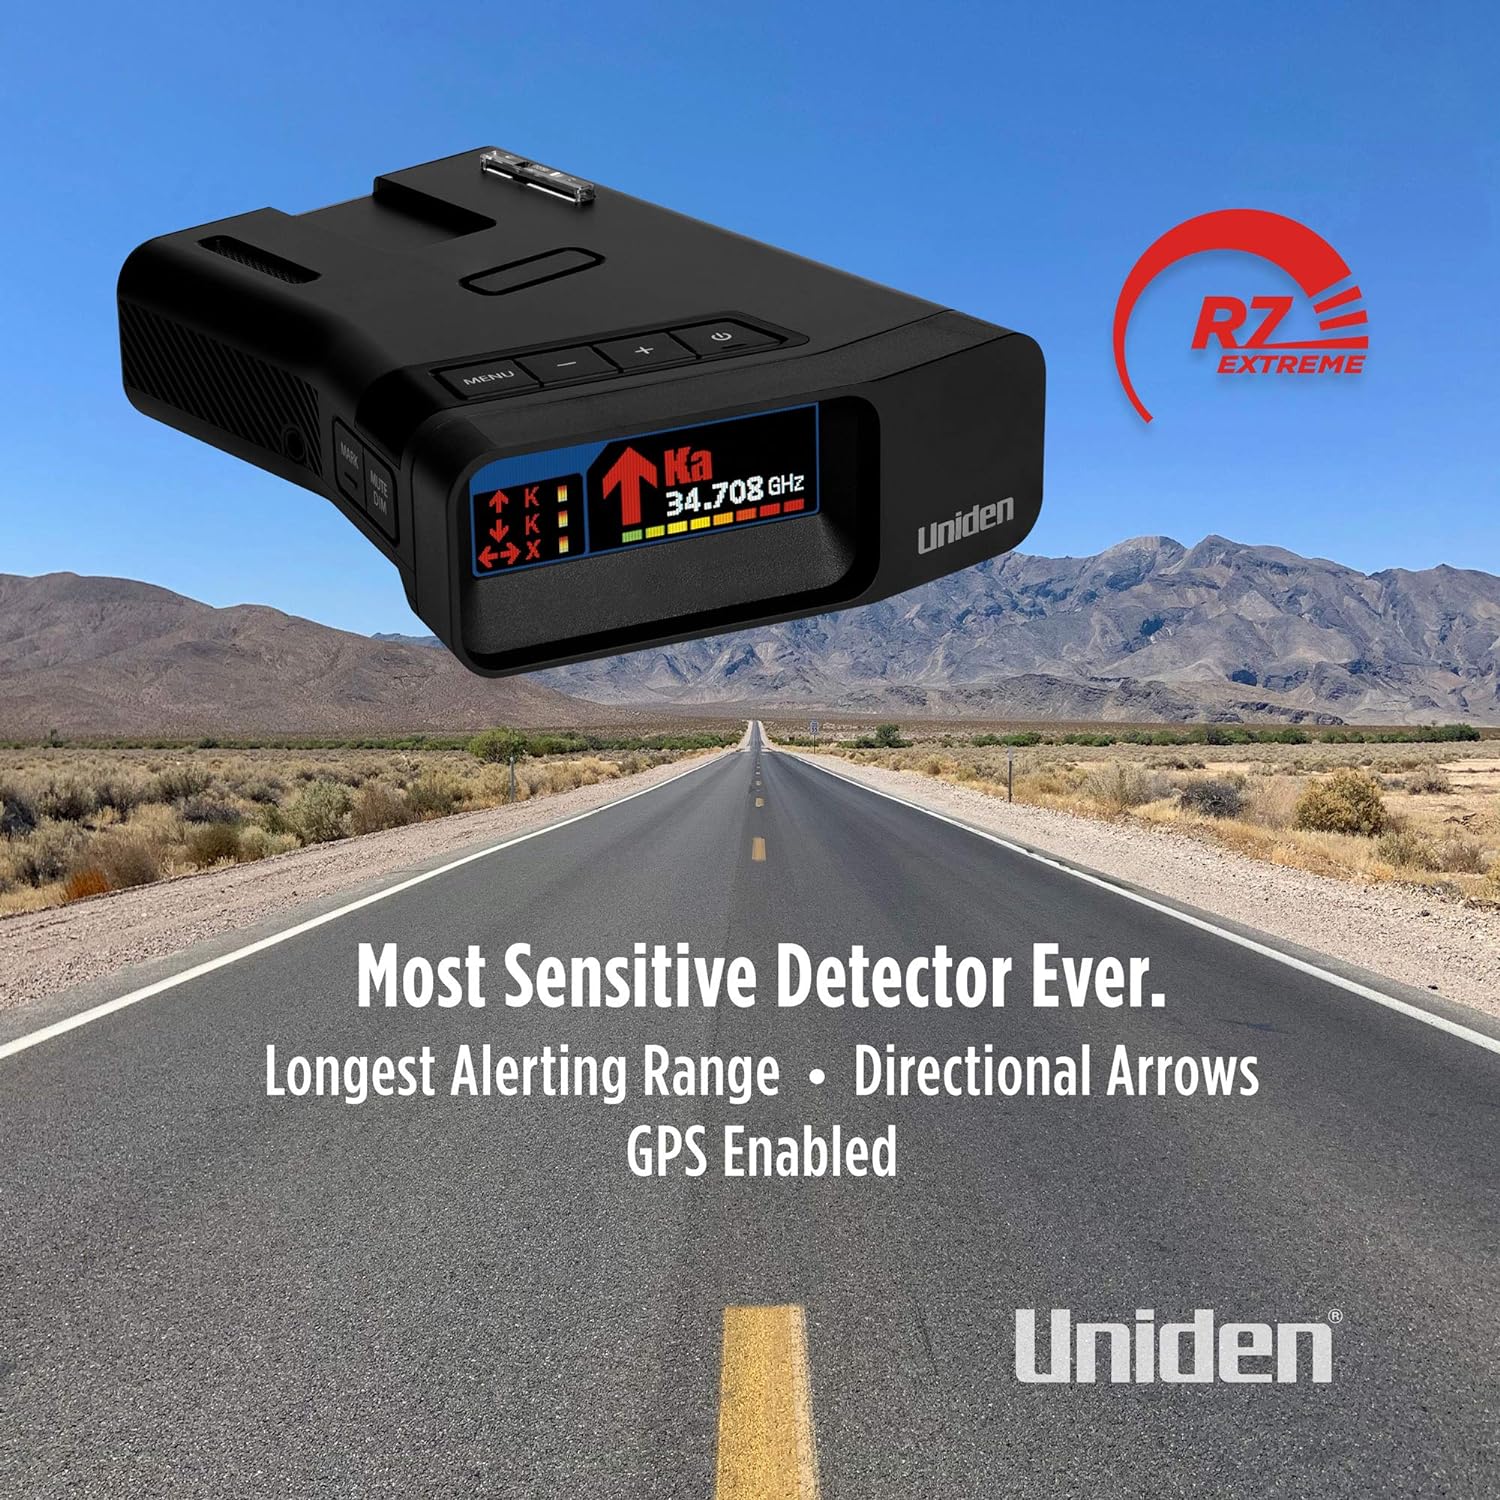 R7
EXTREME
MENU
−
+
MARK
MUTE
DIM
K
K
X
Ka
34.708 GHz
Uniden
Most Sensitive Detector Ever.
Longest Alerting Range • Directional Arrows
GPS Enabled
Uniden®